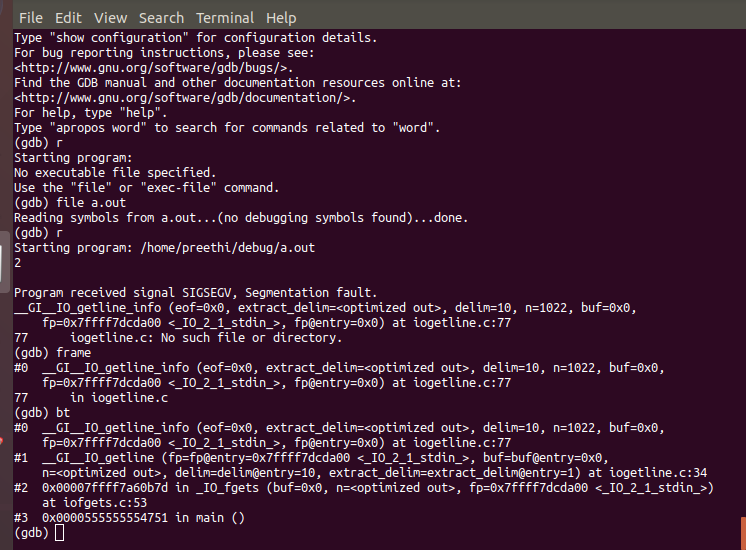 File Edit View Search Terminal Help
Type "show configuration" for configuration details.
For bug reporting instructions, please see:
<http://www.gnu.org/software/gdb/bugs/>.
Find the GDB manual and other documentation resources online at:
<http://www.gnu.org/software/gdb/documentation/>.
For help, type "help".
Type "apropos word" to search for commands related to "word".
(gdb) r
Starting program:
No executable file specified.
Use the "file" or "exec-file" command.
(gdb) file a.out
Reading symbols from a.out...(no debugging symbols found)...done.
(gdb) r
Starting program: /home/preethi/debug/a.out
2
Program received signal SIGSEGV, Segmentation fault.
__GI__IO_getline_info (eof=0x0, extract_delim=<optimized out>, delim=10, n=1022, buf=0x0,
    fp=0x7ffff7dcda00 <_IO_2_1_stdin_>, fp@entry=0x0) at iogetline.c:77
77      iogetline.c: No such file or directory.
(gdb) frame
#0  __GI__IO_getline_info (eof=0x0, extract_delim=<optimized out>, delim=10, n=1022, buf=0x0,
    fp=0x7ffff7dcda00 <_IO_2_1_stdin_>, fp@entry=0x0) at iogetline.c:77
77      in iogetline.c
(gdb) bt
#0  __GI__IO_getline_info (eof=0x0, extract_delim=<optimized out>, delim=10, n=1022, buf=0x0,
    fp=0x7ffff7dcda00 <_IO_2_1_stdin_>, fp@entry=0x0) at iogetline.c:77
#1  __GI__IO_getline (fp=fp@entry=0x7ffff7dcda00 <_IO_2_1_stdin_>, buf=buf@entry=0x0,
    n=<optimized out>, delim=delim@entry=10, extract_delim=extract_delim@entry=1) at iogetline.c:34
#2  0x00007ffff7a60b7d in _IO_fgets (buf=0x0, n=<optimized out>, fp=0x7ffff7dcda00 <_IO_2_1_stdin_>)
    at iofgets.c:53
#3  0x0000555555554751 in main ()
(gdb)